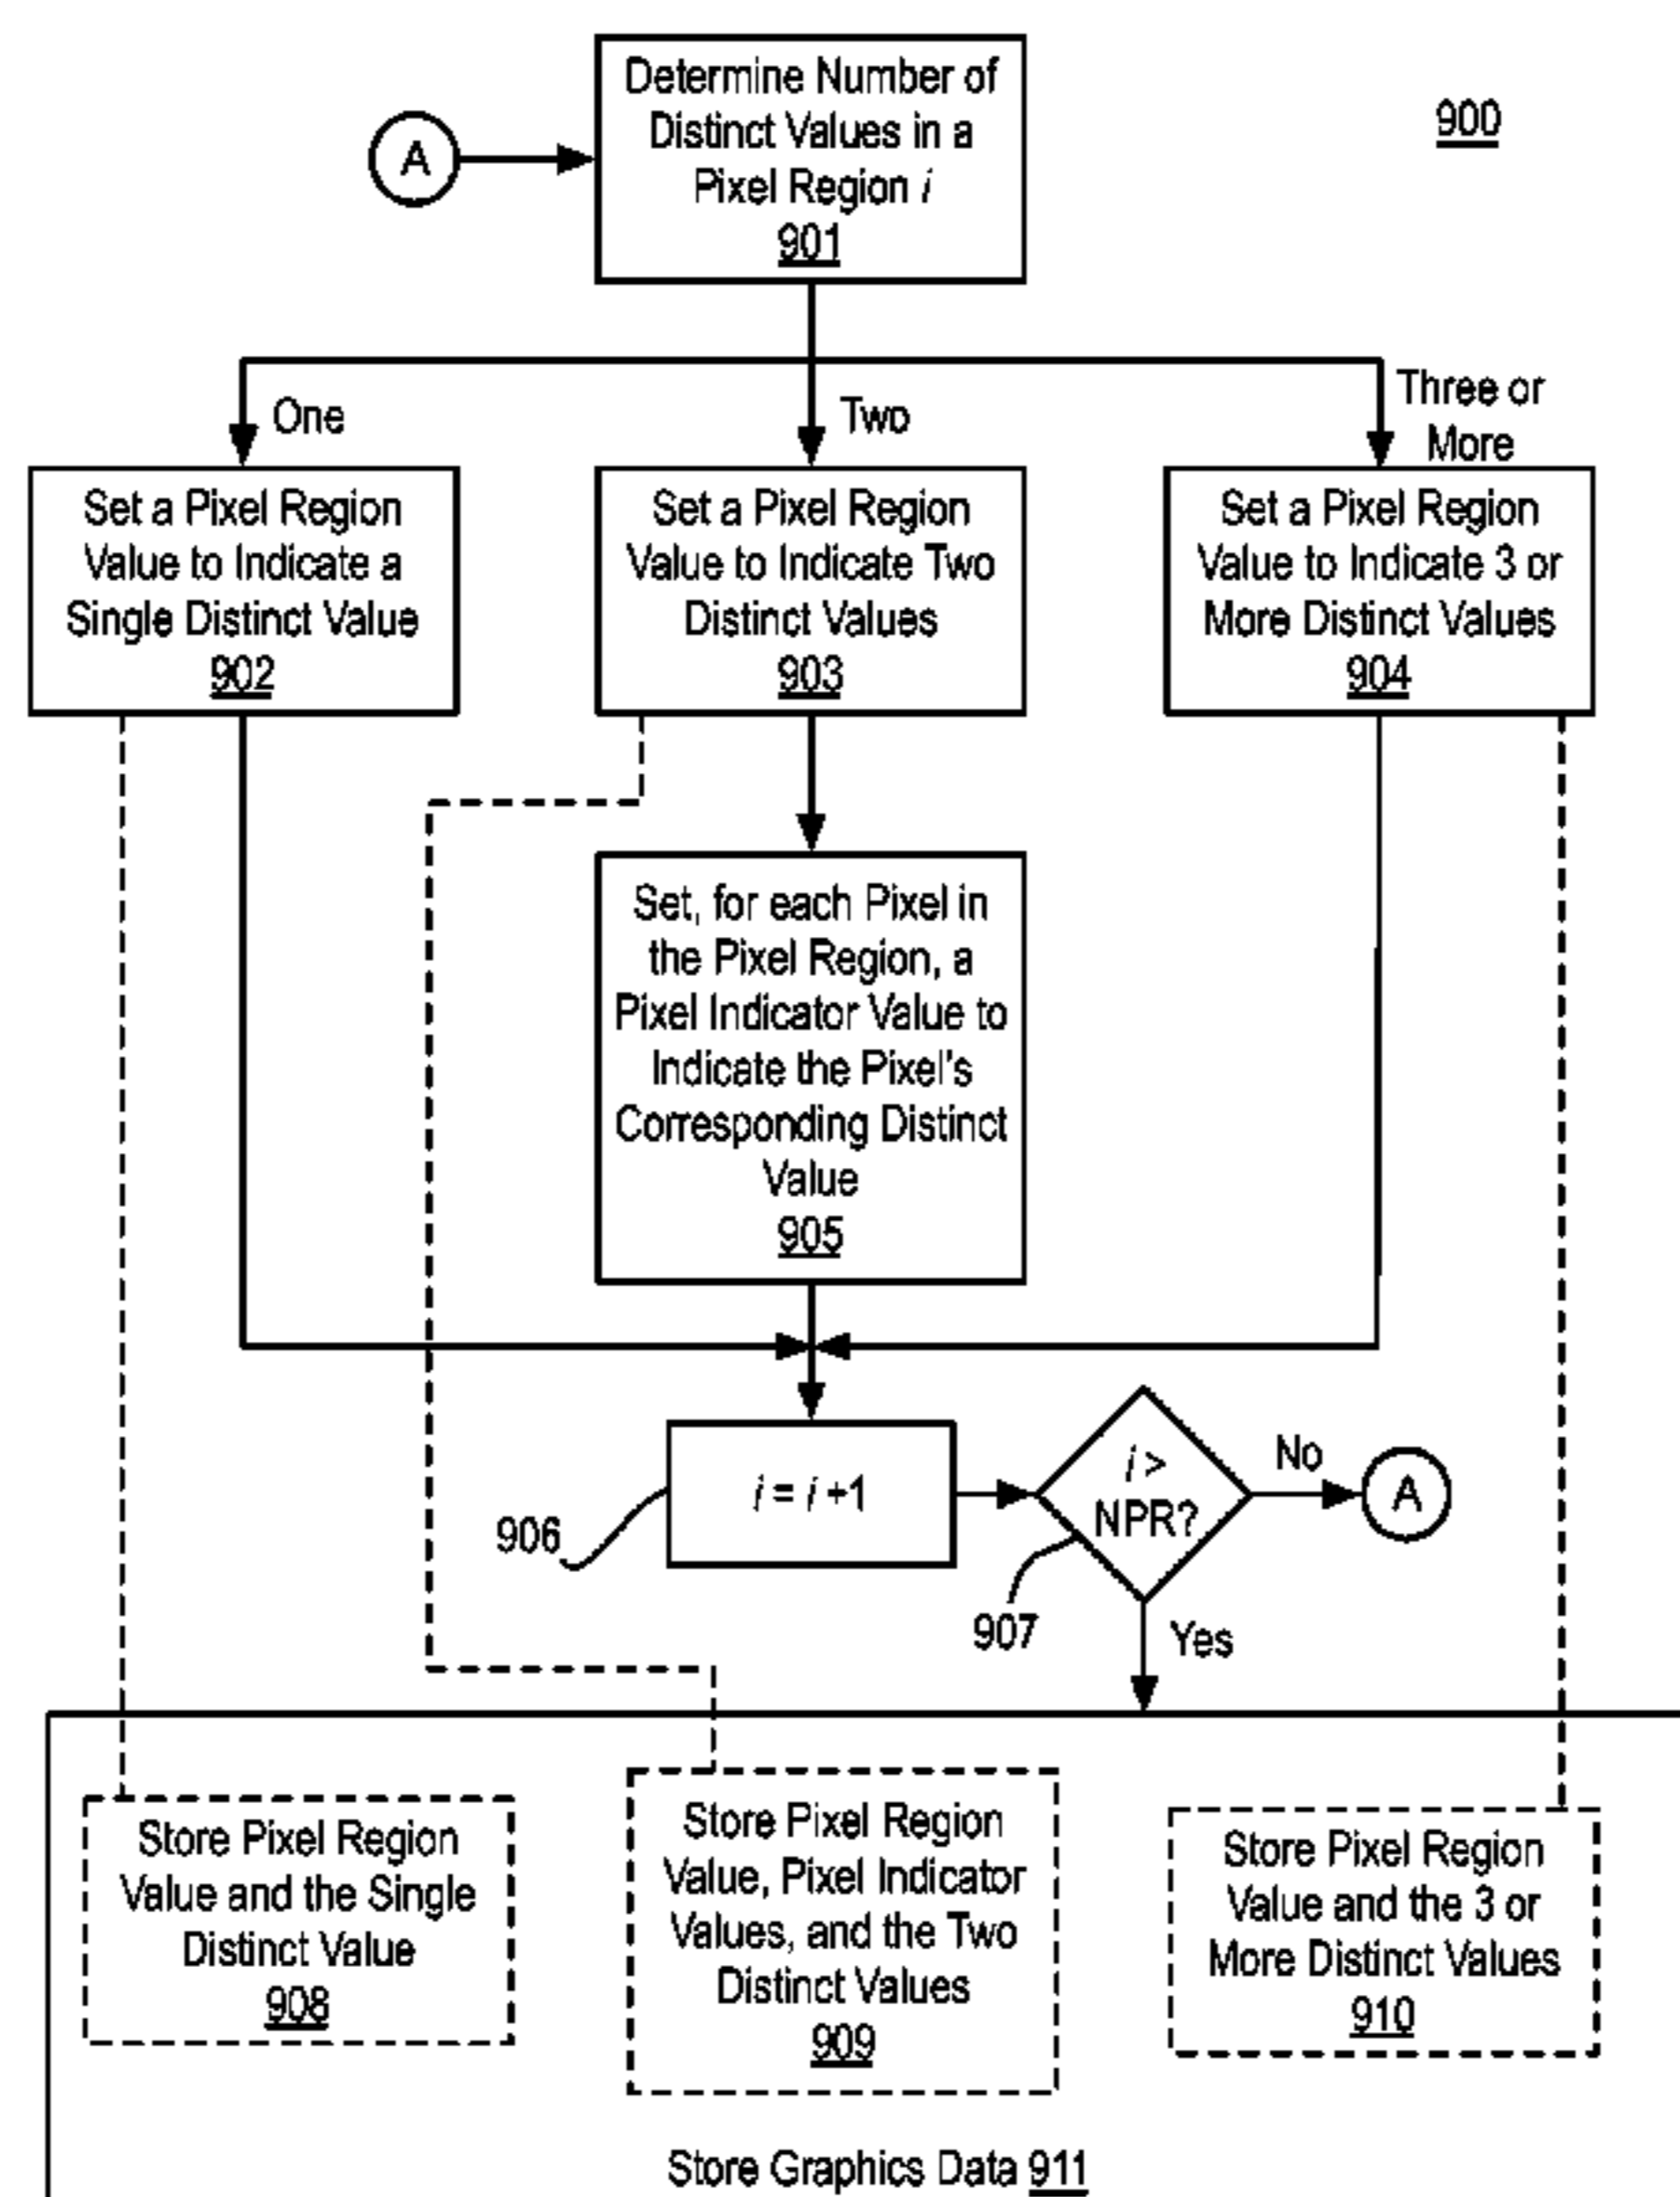 Determine Number of
Distinct Values in a
Pixel Region i
901
A
900
One
Two
Three or
More
Set a Pixel Region
Value to Indicate a
Single Distinct Value
902
Set a Pixel Region
Value to Indicate Two
Distinct Values
903
Set a Pixel Region
Value to Indicate 3 or
More Distinct Values
904
Set, for each Pixel in
the Pixel Region, a
Pixel Indicator Value to
Indicate the Pixel's
Corresponding Distinct
Value
905
i = i +1
906
i >
NPR?
907
No
A
Yes
Store Pixel Region
Value and the Single
Distinct Value
908
Store Pixel Region
Value, Pixel Indicator
Values, and the Two
Distinct Values
909
Store Pixel Region
Value and the 3 or
More Distinct Values
910
Store Graphics Data 911